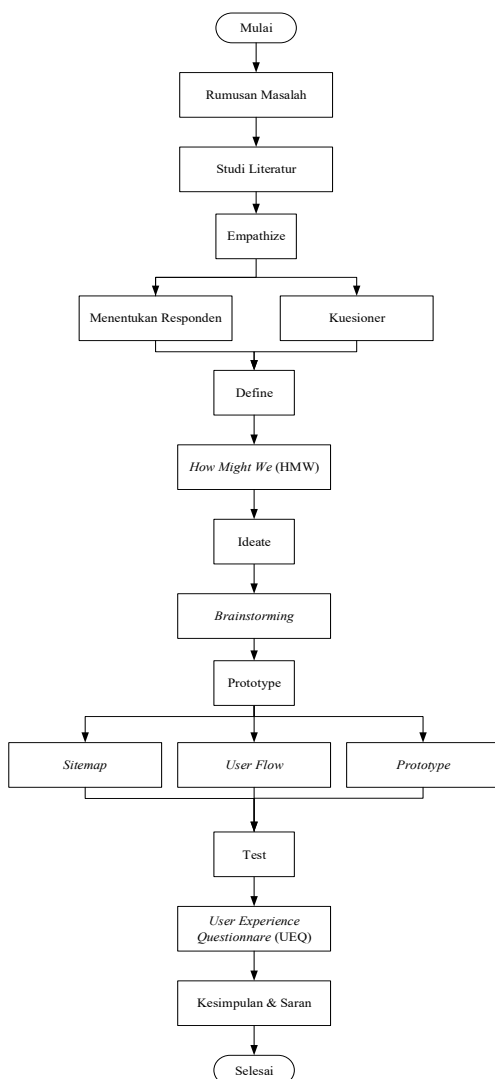 Mulai
Rumusan Masalah
Studi Literatur
Empathize
Menentukan Responden
Kuesioner
Define
How Might We (HMW)
Ideate
Brainstorming
Prototype
Sitemap
User Flow
Prototype
Test
User Experience
Questionnare (UEQ)
Kesimpulan & Saran
Selesai